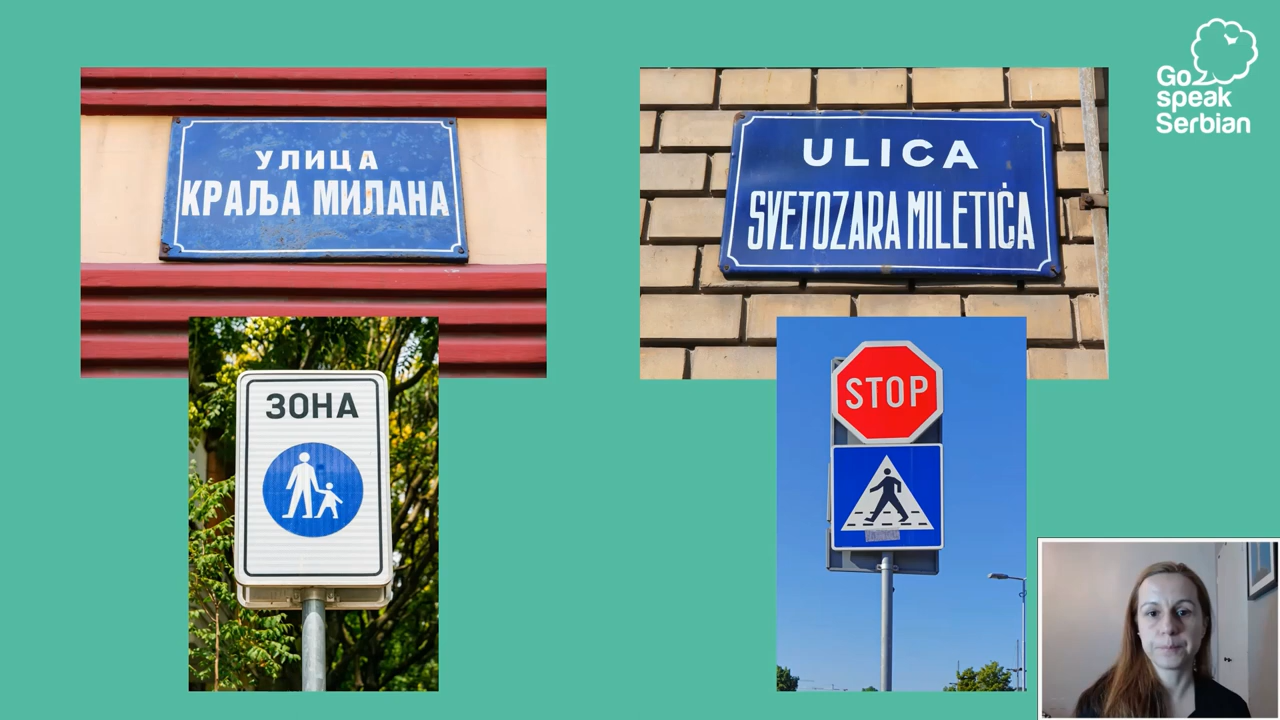 УЛИЦА
КРАЉА МИЛАНА
ULICA
SVETOZARA MILETIĆA
Go
speak
Serbian
ЗОНА
STOP